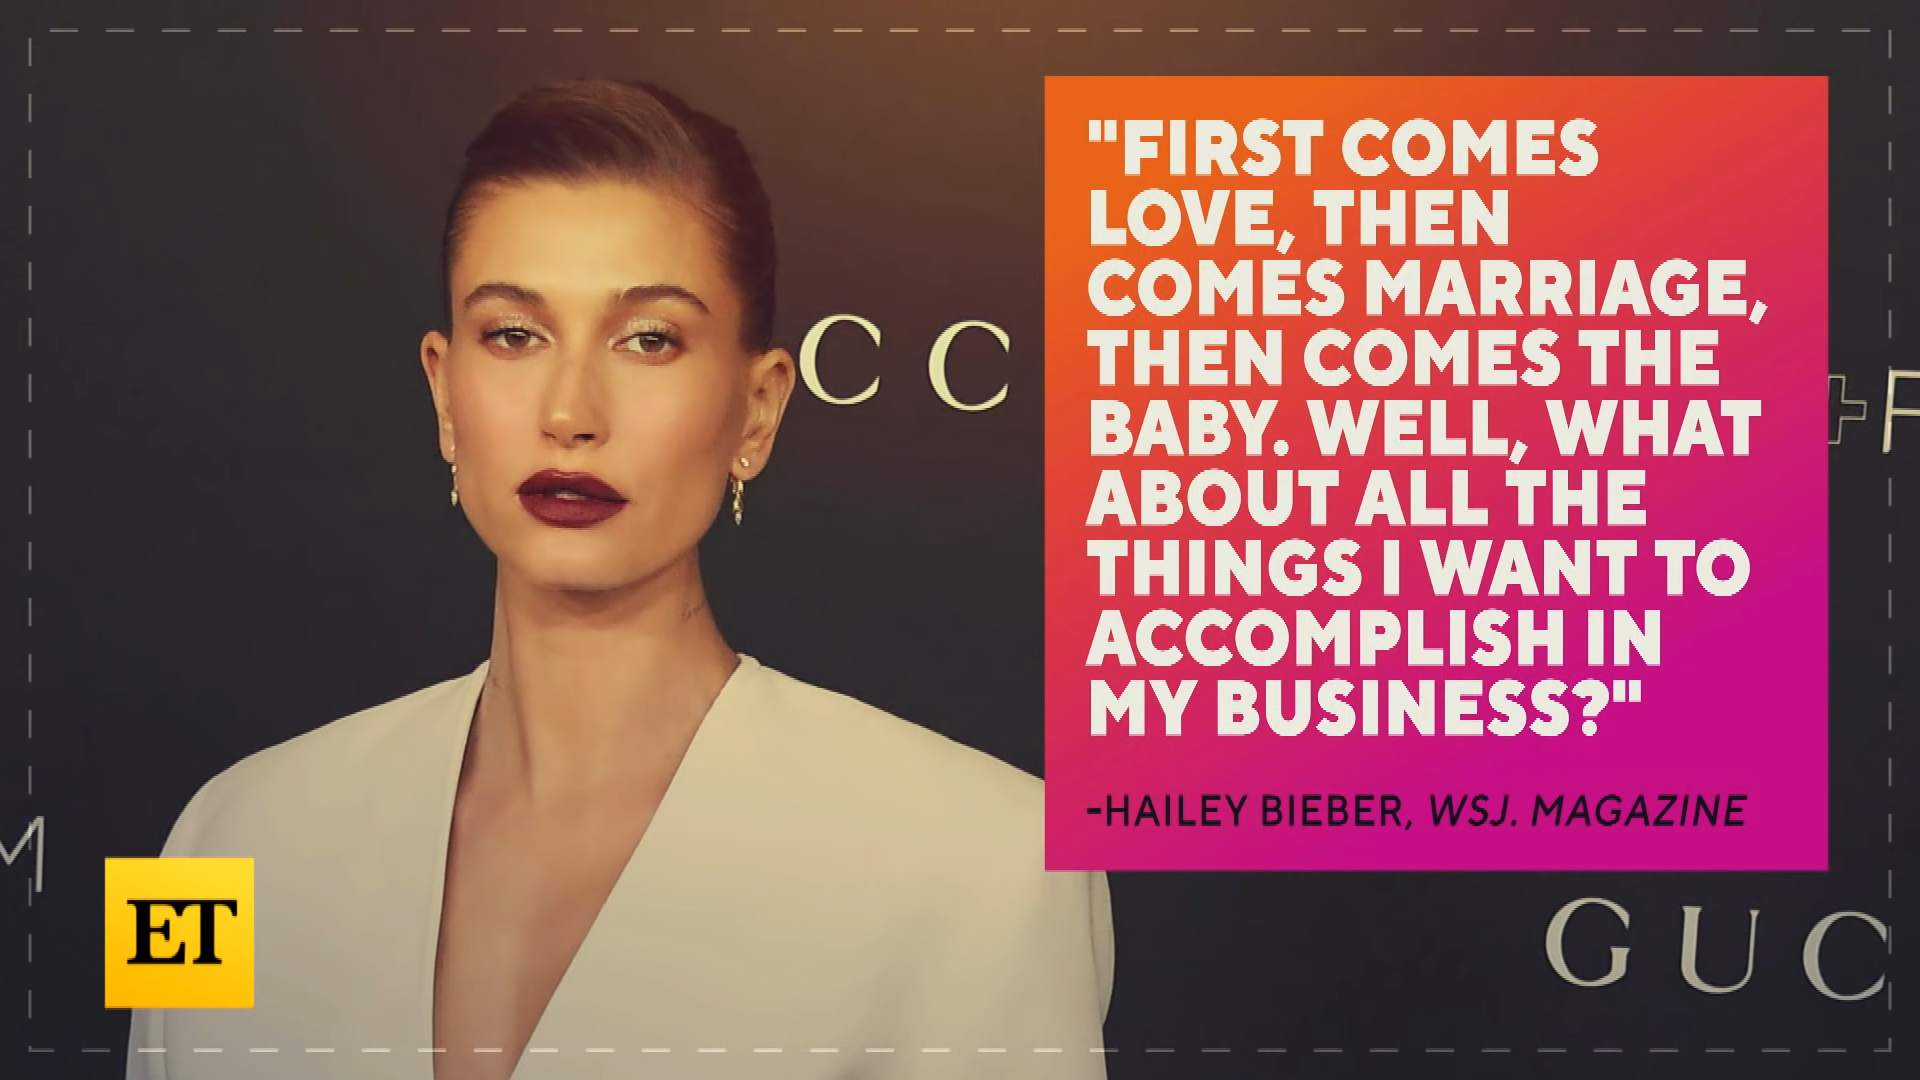 "FIRST COMES
LOVE, THEN
COMES MARRIAGE,
THEN COMES THE
BABY. WELL, WHAT
ABOUT ALL THE
THINGS I WANT TO
ACCOMPLISH IN
MY BUSINESS?"
-HAILEY BIEBER, WSJ. MAGAZINE
C C
+F
M
ET
GUC